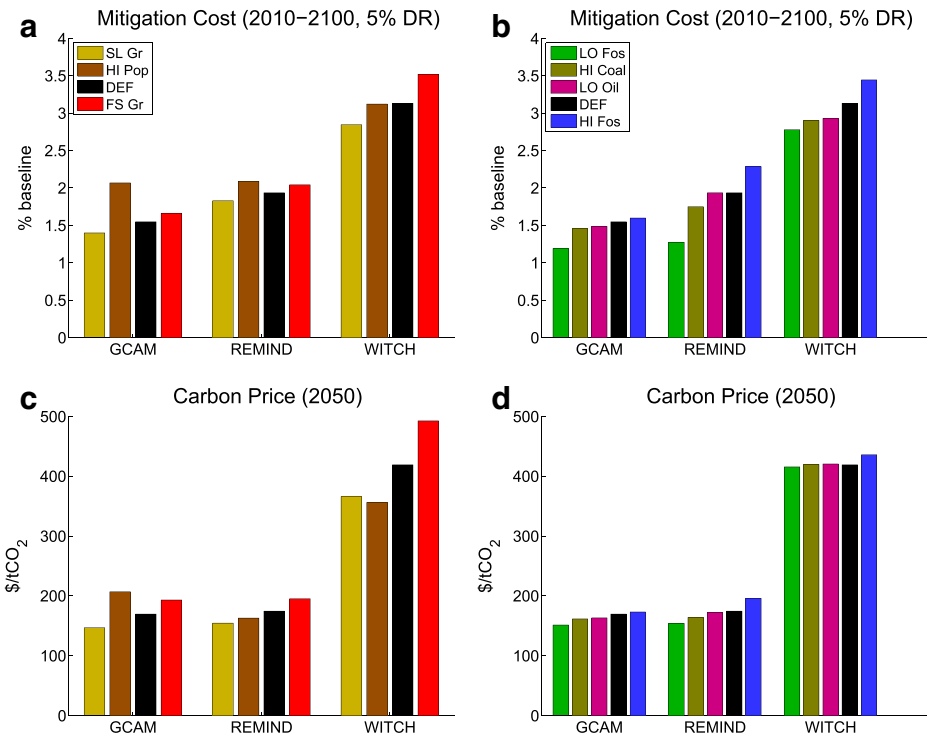 a
Mitigation Cost (2010−2100, 5% DR)
4
3.5
3
2.5
2
1.5
1
0.5
0
% baseline
SL Gr
HI Pop
DEF
FS Gr
GCAM
REMIND
WITCH
b
Mitigation Cost (2010−2100, 5% DR)
4
3.5
3
2.5
2
1.5
1
0.5
0
% baseline
LO Fos
HI Coal
LO Oil
DEF
HI Fos
GCAM
REMIND
WITCH
c
Carbon Price (2050)
500
400
300
200
100
0
$/tCO2
GCAM
REMIND
WITCH
d
Carbon Price (2050)
500
400
300
200
100
0
$/tCO2
GCAM
REMIND
WITCH